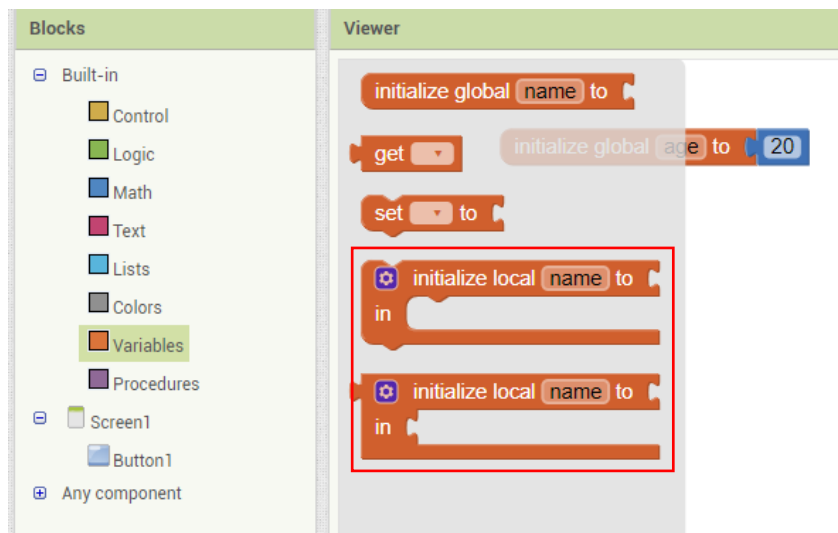 Blocks
Viewer
Built-in
Control
Logic
Math
Text
Lists
Colors
Variables
Procedures
Screen1
Button1
Any component
initialize global name to
get
initialize global age to 20
set to
initialize local name to
in
initialize local name to
in